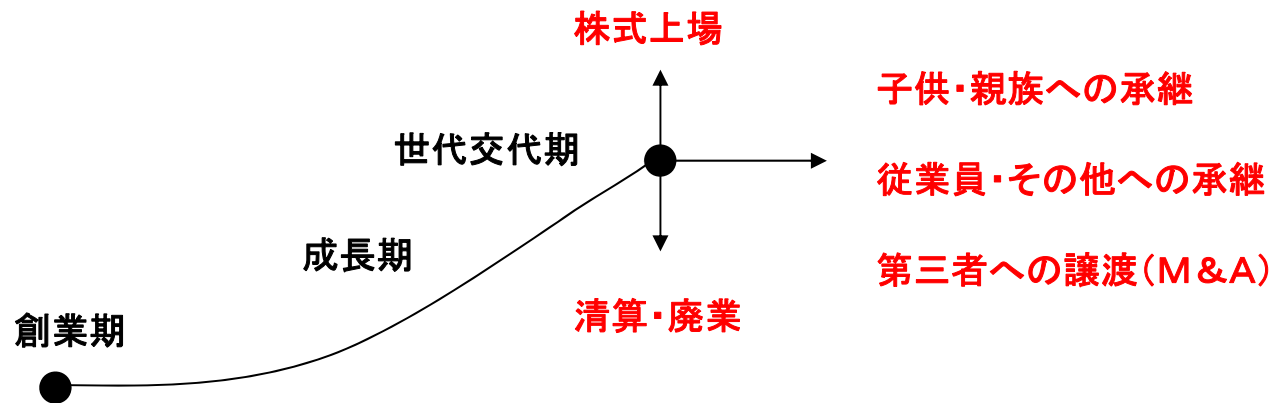 株式上場
子供・親族への承継
世代交代期
従業員・その他への承継
成長期
第三者への譲渡（M＆A）
清算・廃業
創業期